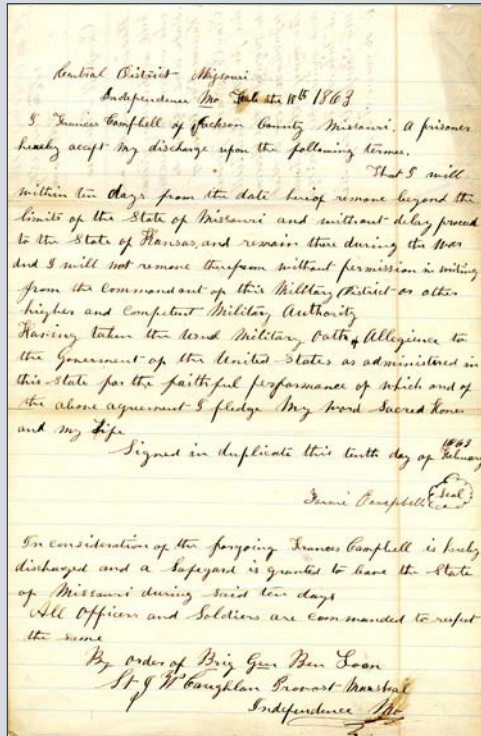 Central District Missouri
Independence Mo Feb the 10th 1863
I Frances Campbell of Jackson County Missouri. A prisoner
hereby accept my discharge upon the following termes.
That I will
within ten days from the date hereof remove beyond the
limits of the State of Missouri and without delay proceed
to the State of Kansas, and remain there during the War
And I will not remove therefrom without permission in writing
from the Commandant of this Military District or other
higher and competent Military Authority
Having taken the usual Military Oath of Allegience to
the Goverment of the United States as administered in
this State for the faithful performance of which and of
the above agreement I pledge My word Sacred Honor
and my Life
Signed in duplicate this tenth day of February 1863
Fannie Campbell Seal
In consideration of the forgoing Frances Campbell is hereby
discharged and a Safegard is granted to leave the State
of Missouri during said ten days
All Officers and Soldiers are commanded to respect
the same
By order of Brig Gen Ben Loan
Lt J W Coughlan Provost Marshal
Independence Mo